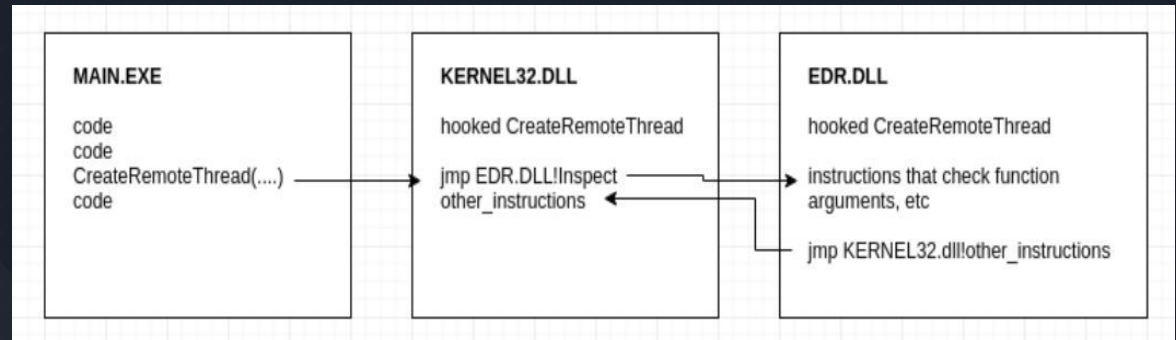 MAIN.EXE
code
code
CreateRemoteThread(....)
code
KERNEL32.DLL
hooked CreateRemoteThread
jmp EDR.DLL!Inspect
other_instructions
EDR.DLL
hooked CreateRemoteThread
instructions that check function
arguments, etc
jmp KERNEL32.dll!other_instructions